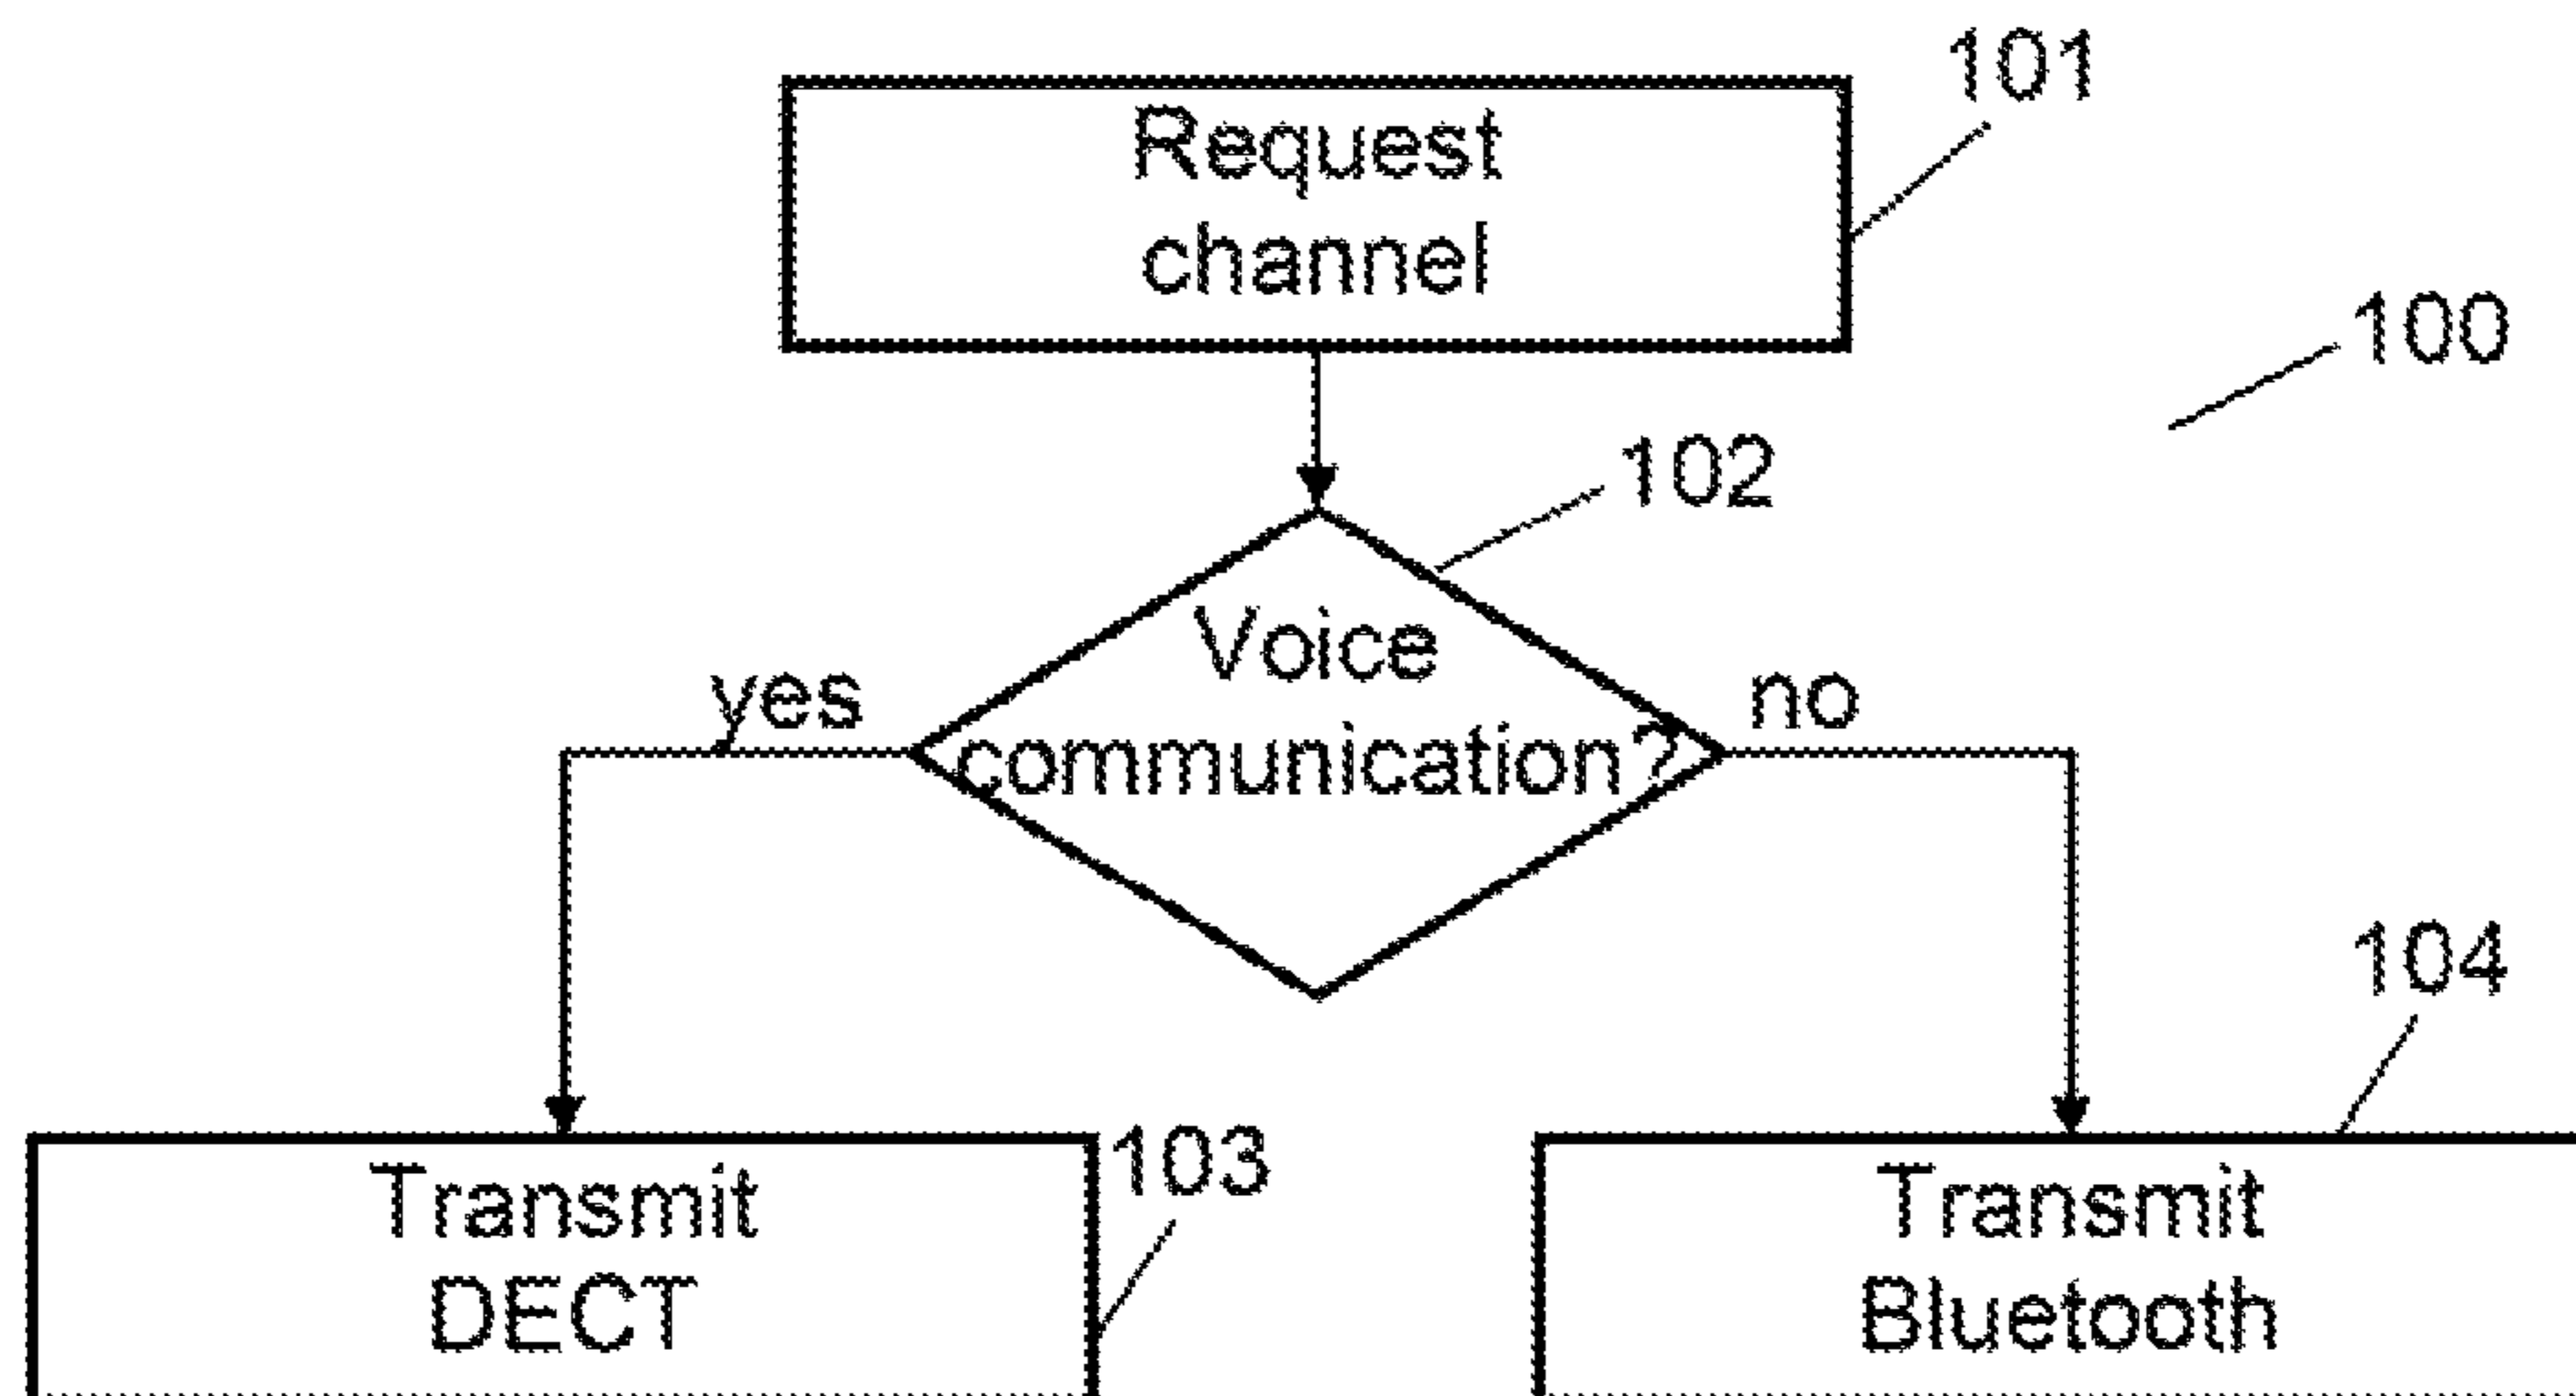 101
Request
channel
100
102
Voice
communication?
yes
no
104
103
Transmit
DECT
Transmit
Bluetooth